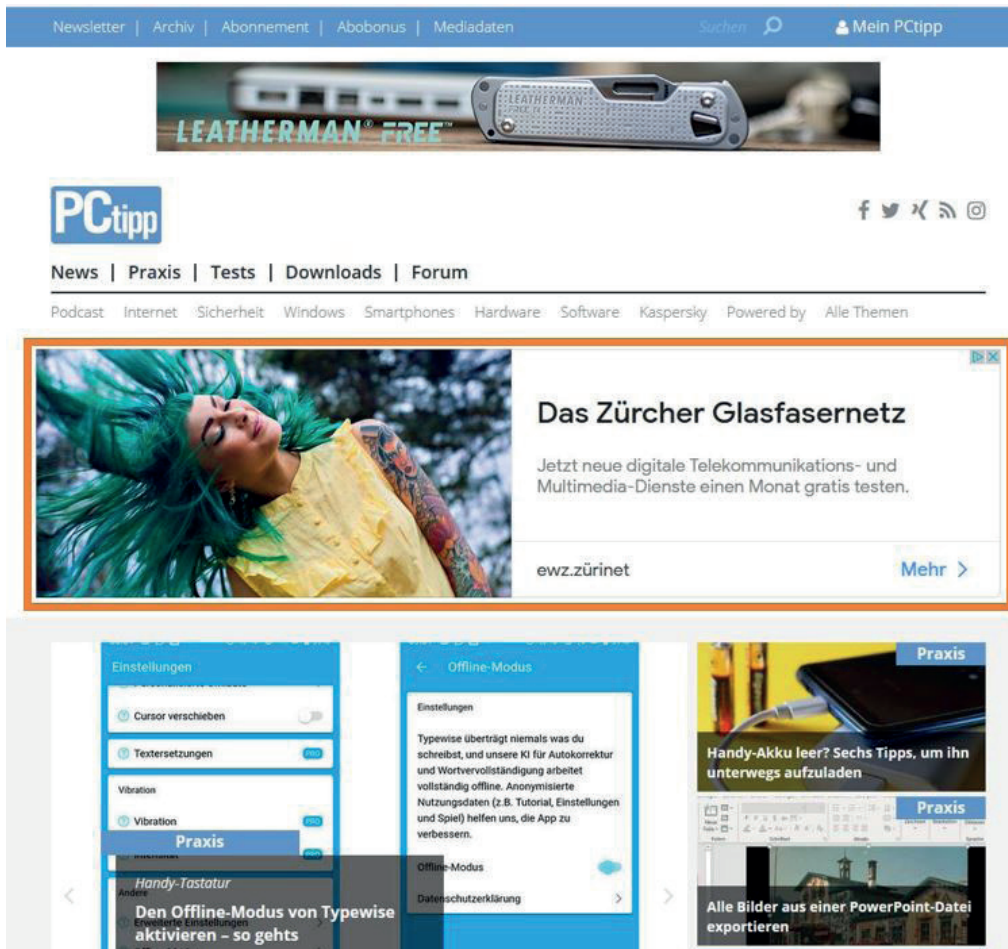 Newsletter | Archiv | Abonnement | Abobonus | Mediadaten
Suchen
Mein PCtipp
LEATHERMAN® FREE™
LEATHERMAN
FREE T4
PCtipp
News | Praxis | Tests | Downloads | Forum
Podcast Internet Sicherheit Windows Smartphones Hardware Software Kaspersky Powered by Alle Themen
Das Zürcher Glasfasernetz
Jetzt neue digitale Telekommunikations- und
Multimedia-Dienste einen Monat gratis testen.
ewz.zürinet
Mehr >
Einstellungen
Cursor verschieben
Textersetzungen PRO
Vibration
Vibration PRO
Praxis
Handy-Tastatur
Den Offline-Modus von Typewise
aktivieren – so gehts
Andere
Erweiterte Einstellungen
← Offline-Modus
Einstellungen
Typewise überträgt niemals was du
schreibst, und unsere KI für Autokorrektur
und Wortvervollständigung arbeitet
vollständig offline. Anonymisierte
Nutzungsdaten (z.B. Tutorial, Einstellungen
und Spiel) helfen uns, die App zu
verbessern.
Offline-Modus
Datenschutzerklärung
Praxis
Handy-Akku leer? Sechs Tipps, um ihn
unterwegs aufzuladen
Praxis
Alle Bilder aus einer PowerPoint-Datei
exportieren